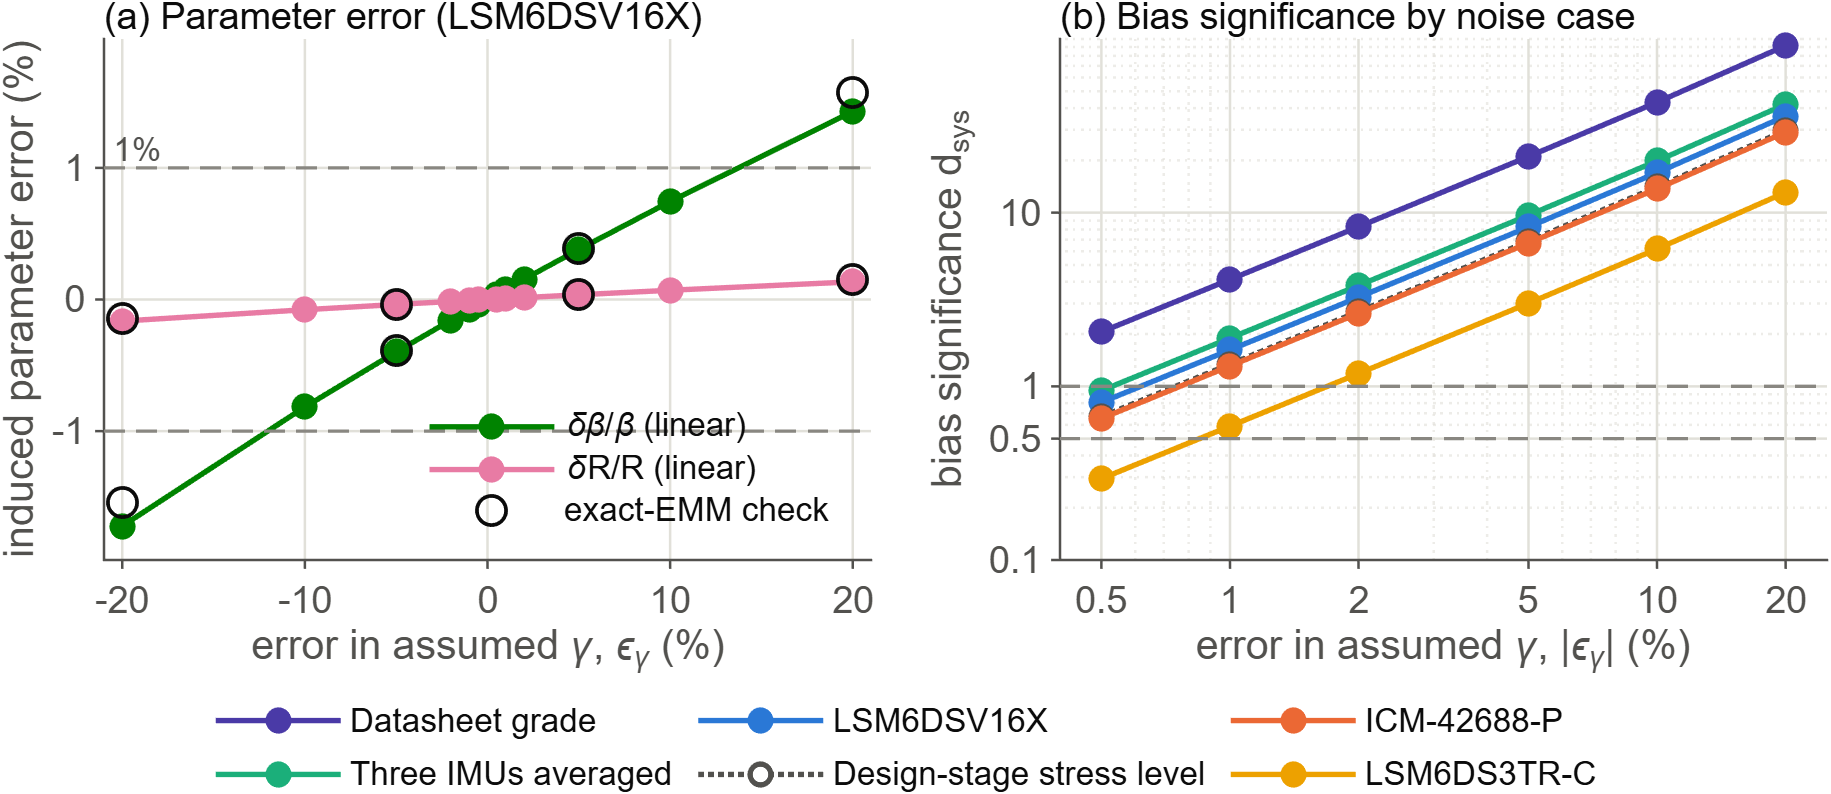 (a) Parameter error (LSM6DSV16X)
induced parameter error (%)
1
0
-1
1%
δβ/β (linear)
δR/R (linear)
exact-EMM check
-20
-10
0
10
20
error in assumed γ, ϵγ (%)
(b) Bias significance by noise case
bias significance dsys
10
1
0.5
0.1
0.5
1
2
5
10
20
error in assumed γ, |ϵγ| (%)
Datasheet grade
LSM6DSV16X
ICM-42688-P
Three IMUs averaged
Design-stage stress level
LSM6DS3TR-C